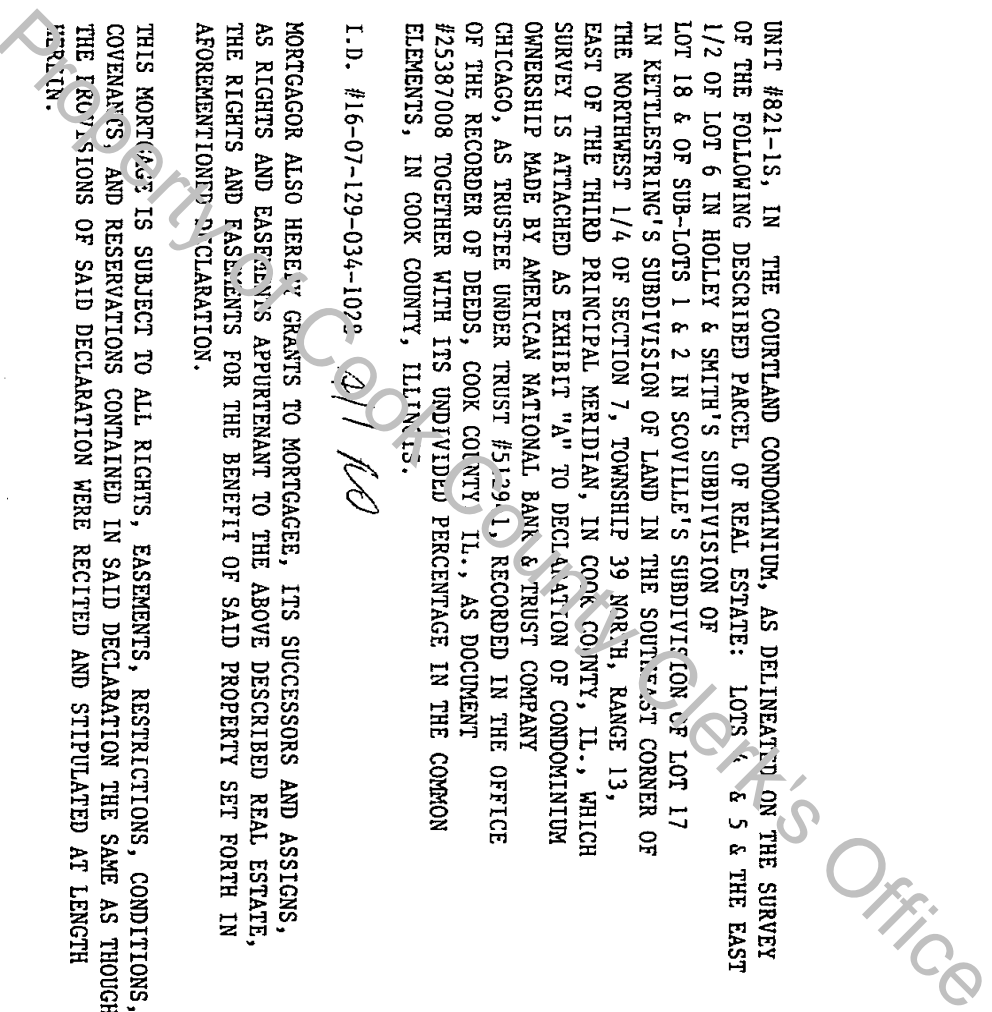 UNIT #821-1S, IN THE COURTLAND CONDOMINIUM, AS DELINEATED ON THE SURVEY
OF THE FOLLOWING DESCRIBED PARCEL OF REAL ESTATE: LOTS 4 & 5 & THE EAST
1/2 OF LOT 6 IN HOLLEY & SMITH'S SUBDIVISION OF
LOT 18 & OF SUB-LOTS 1 & 2 IN SCOVILLE'S SUBDIVISION OF LOT 17
IN KETTLESTRING'S SUBDIVISION OF LAND IN THE SOUTHEAST CORNER OF
THE NORTHWEST 1/4 OF SECTION 7, TOWNSHIP 39 NORTH, RANGE 13,
EAST OF THE THIRD PRINCIPAL MERIDIAN, IN COOK COUNTY, IL., WHICH
SURVEY IS ATTACHED AS EXHIBIT "A" TO DECLARATION OF CONDOMINIUM
OWNERSHIP MADE BY AMERICAN NATIONAL BANK & TRUST COMPANY
CHICAGO, AS TRUSTEE UNDER TRUST RECORDED IN THE OFFICE
OF THE RECORDER OF DEEDS, COOK COUNTY IL., AS DOCUMENT
#25387008 TOGETHER WITH ITS UNDIVIDED PERCENTAGE IN THE COMMON
ELEMENTS, IN COOK COUNTY, ILLINOIS.
I.D. #16-07-129-034-1028
MORTGAGOR ALSO HEREBY GRANTS TO MORTGAGEE, ITS SUCCESSORS AND ASSIGNS,
AS RIGHTS AND EASEMENTS APPURTENANT TO THE ABOVE DESCRIBED REAL ESTATE,
THE RIGHTS AND EASEMENTS FOR THE BENEFIT OF SAID PROPERTY SET FORTH IN
AFOREMENTIONED DECLARATION.
THIS MORTGAGE IS SUBJECT TO ALL RIGHTS, EASEMENTS, RESTRICTIONS, CONDITIONS,
COVENANTS, AND RESERVATIONS CONTAINED IN SAID DECLARATION THE SAME AS THOUGH
THE PROVISIONS OF SAID DECLARATION WERE RECITED AND STIPULATED AT LENGTH
HEREIN.
Property of Cook County Clerk's Office